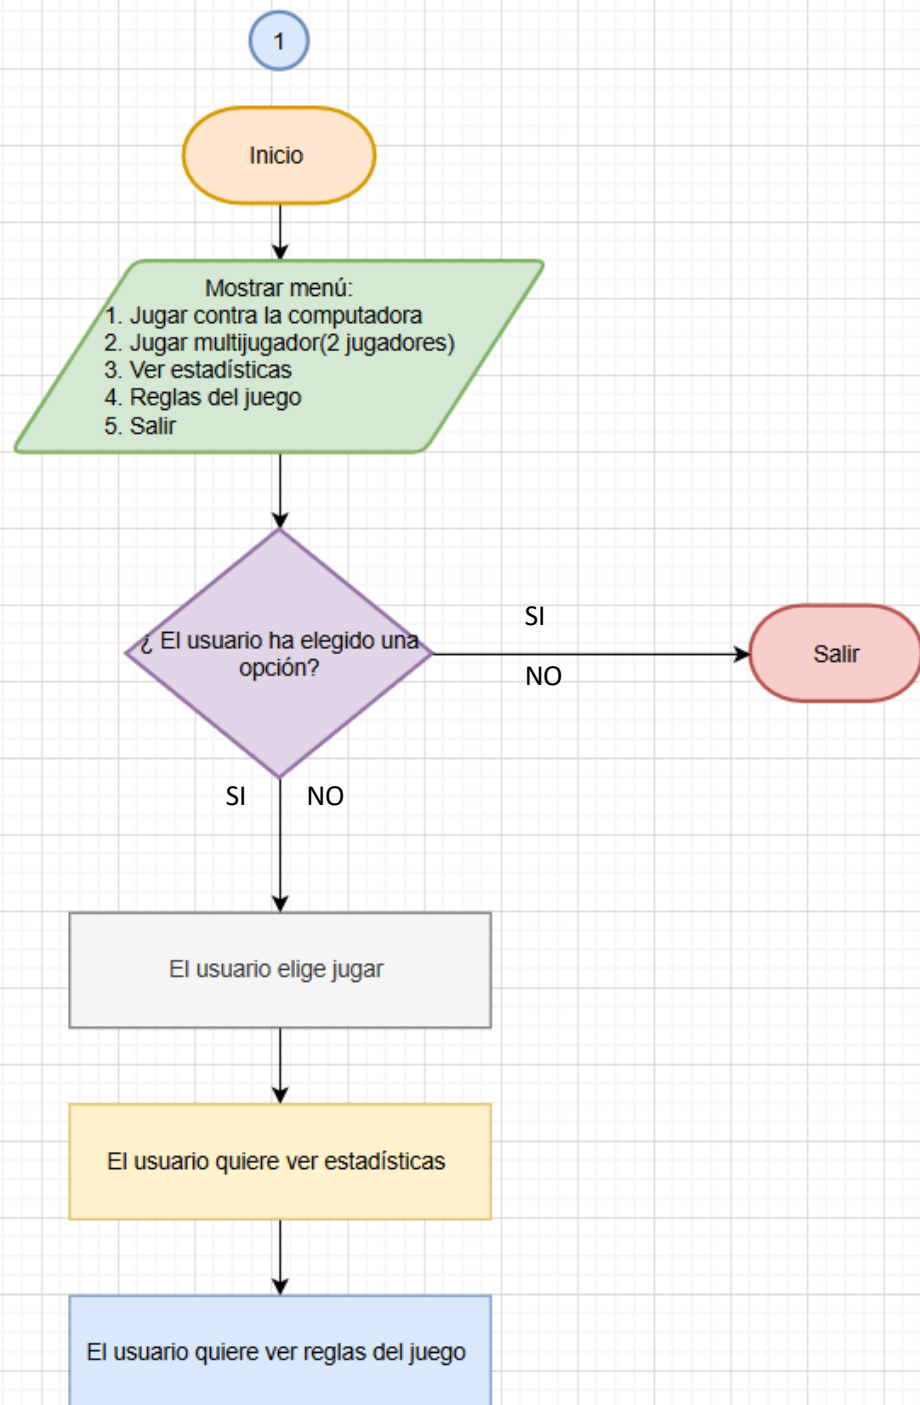 1
Inicio
Mostrar menú:
1. Jugar contra la computadora
2. Jugar multijugador(2 jugadores)
3. Ver estadísticas
4. Reglas del juego
5. Salir
¿ El usuario ha elegido una
opción?
SI
NO
Salir
SI NO
El usuario elige jugar
El usuario quiere ver estadísticas
El usuario quiere ver reglas del juego